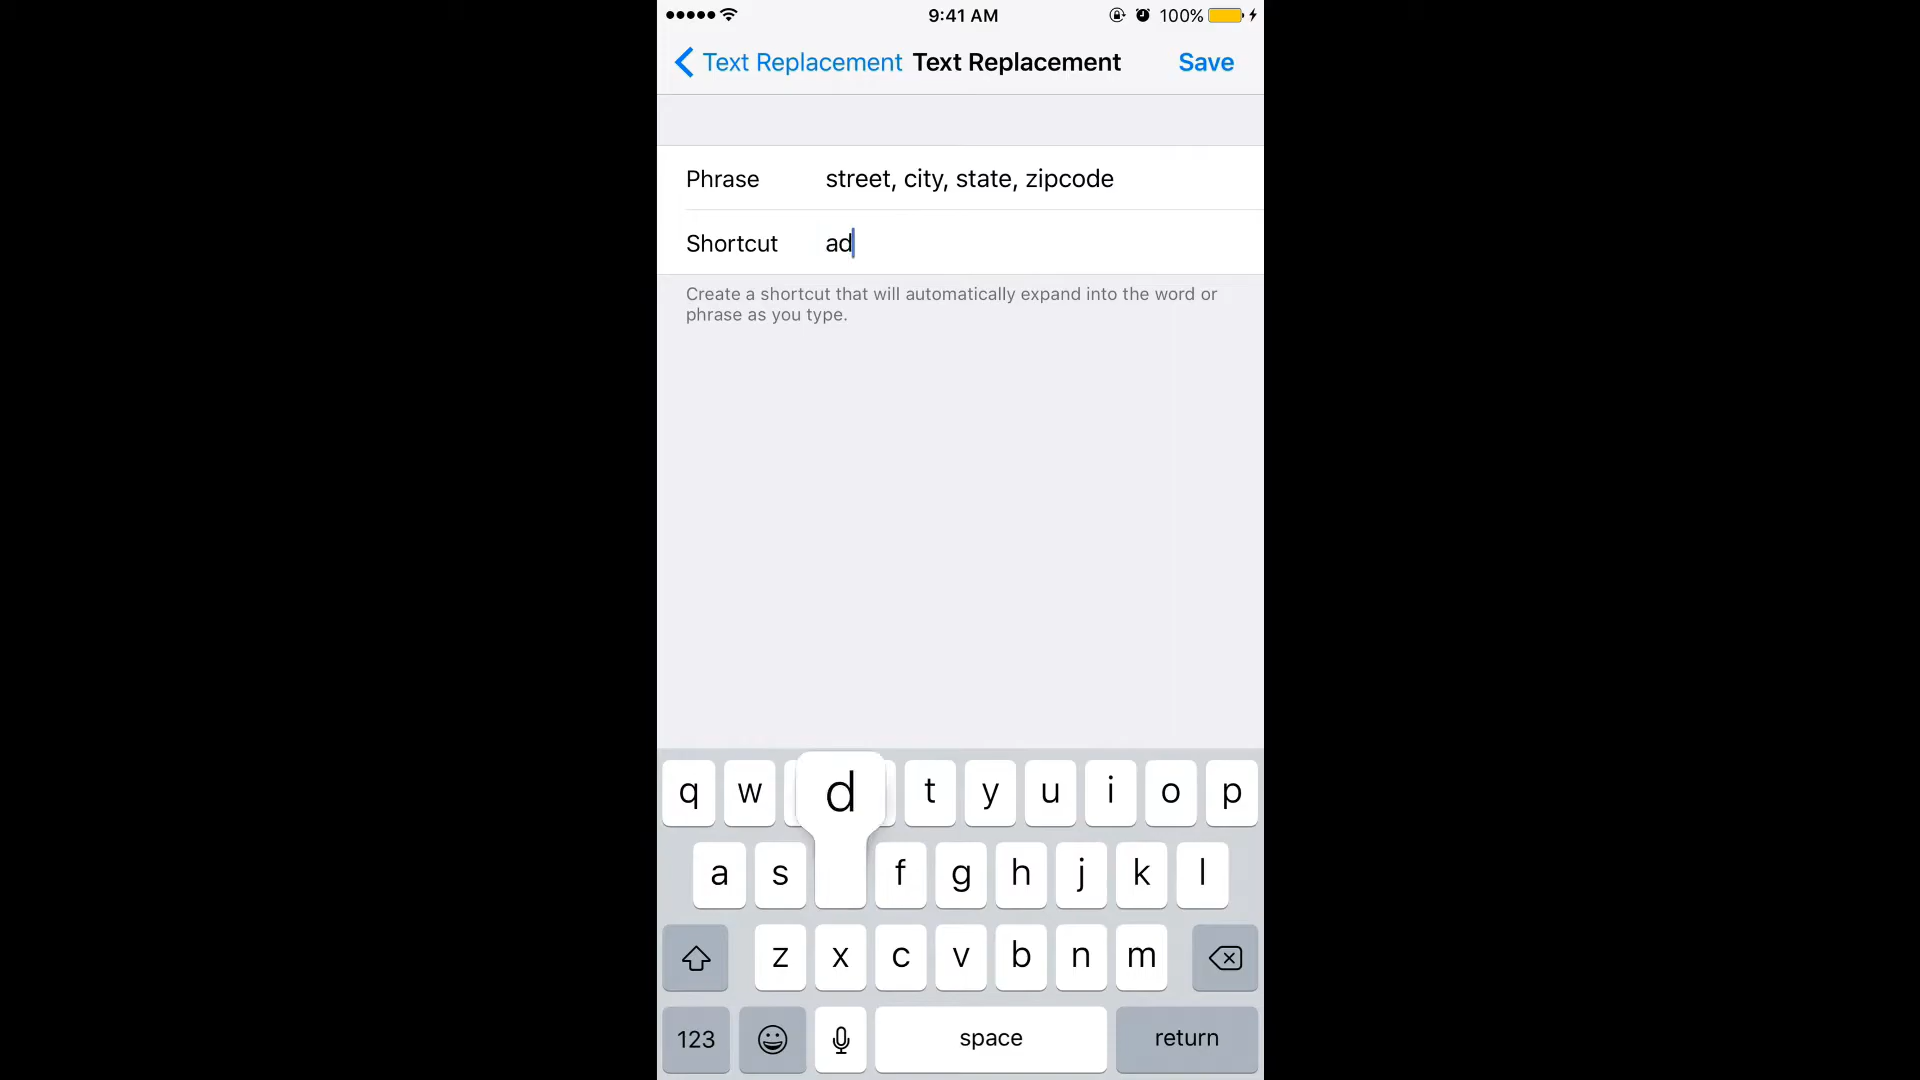 9:41 AM 100%
Text Replacement Text Replacement Save
Phrase street, city, state, zipcode
Shortcut ad
Create a shortcut that will automatically expand into the word or
phrase as you type.
q w d t y u i o p
a s f g h j k l
z x c v b n m
123 space return